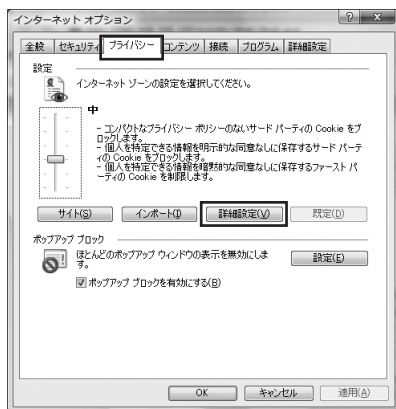 インターネット オプション
全般 セキュリティ プライバシー コンテンツ 接続 プログラム 詳細設定
設定
インターネット ゾーンの設定を選択してください。
中
- コンパクトなプライバシー ポリシーのないサード パーティの Cookie をブ
ロックします。
- 個人を特定できる情報を明示的な同意なしに保存するサード パーテ
ィの Cookie をブロックします。
- 個人を特定できる情報を暗黙的な同意なしに保存するファースト パ
ーティの Cookie を制限します。
サイト(S) インポート(I) 詳細設定(V) 既定(D)
ポップアップ ブロック
ほとんどのポップアップ ウィンドウの表示を無効にしま
す。
設定(E)
ポップアップ ブロックを有効にする(B)
OK キャンセル 適用(A)